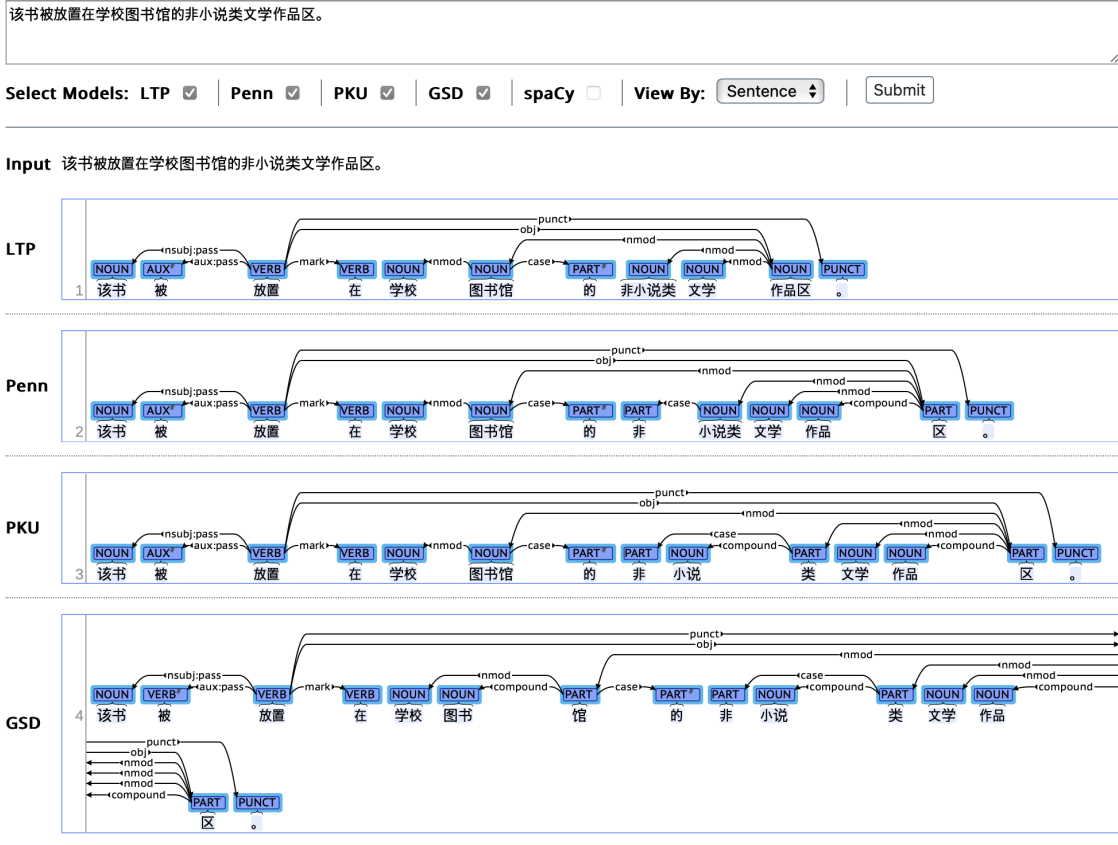 该书被放置在学校图书馆的非小说类文学作品区。
Select Models: LTP Penn PKU GSD spaCy View By: Sentence Submit
Input 该书被放置在学校图书馆的非小说类文学作品区。
LTP
punct
obj
nmod
nsubj:pass nmod
aux:pass mark nmod case nmod
NOUN AUX# VERB VERB NOUN NOUN PART# NOUN NOUN NOUN PUNCT
1 该书 被 放置 在 学校 图书馆 的 非小说类 文学 作品区 。
Penn
punct
obj
nmod
nmod
nsubj:pass nmod
aux:pass mark nmod case case compound
NOUN AUX# VERB VERB NOUN NOUN PART# PART NOUN NOUN NOUN PART PUNCT
2 该书 被 放置 在 学校 图书馆 的 非 小说类 文学 作品 区 。
PKU
punct
obj
nmod
nmod
nsubj:pass case nmod
aux:pass mark nmod case compound compound
NOUN AUX# VERB VERB NOUN NOUN PART# PART NOUN PART NOUN NOUN PART PUNCT
3 该书 被 放置 在 学校 图书馆 的 非 小说 类 文学 作品 区 。
GSD
punct
obj
nmod
nmod
nsubj:pass nmod case nmod
aux:pass mark compound case compound compound
NOUN VERB# VERB VERB NOUN NOUN PART PART# PART NOUN PART NOUN NOUN
4 该书 被 放置 在 学校 图书 馆 的 非 小说 类 文学 作品
punct
obj
nmod
nmod
nmod
compound
PART PUNCT
区 。